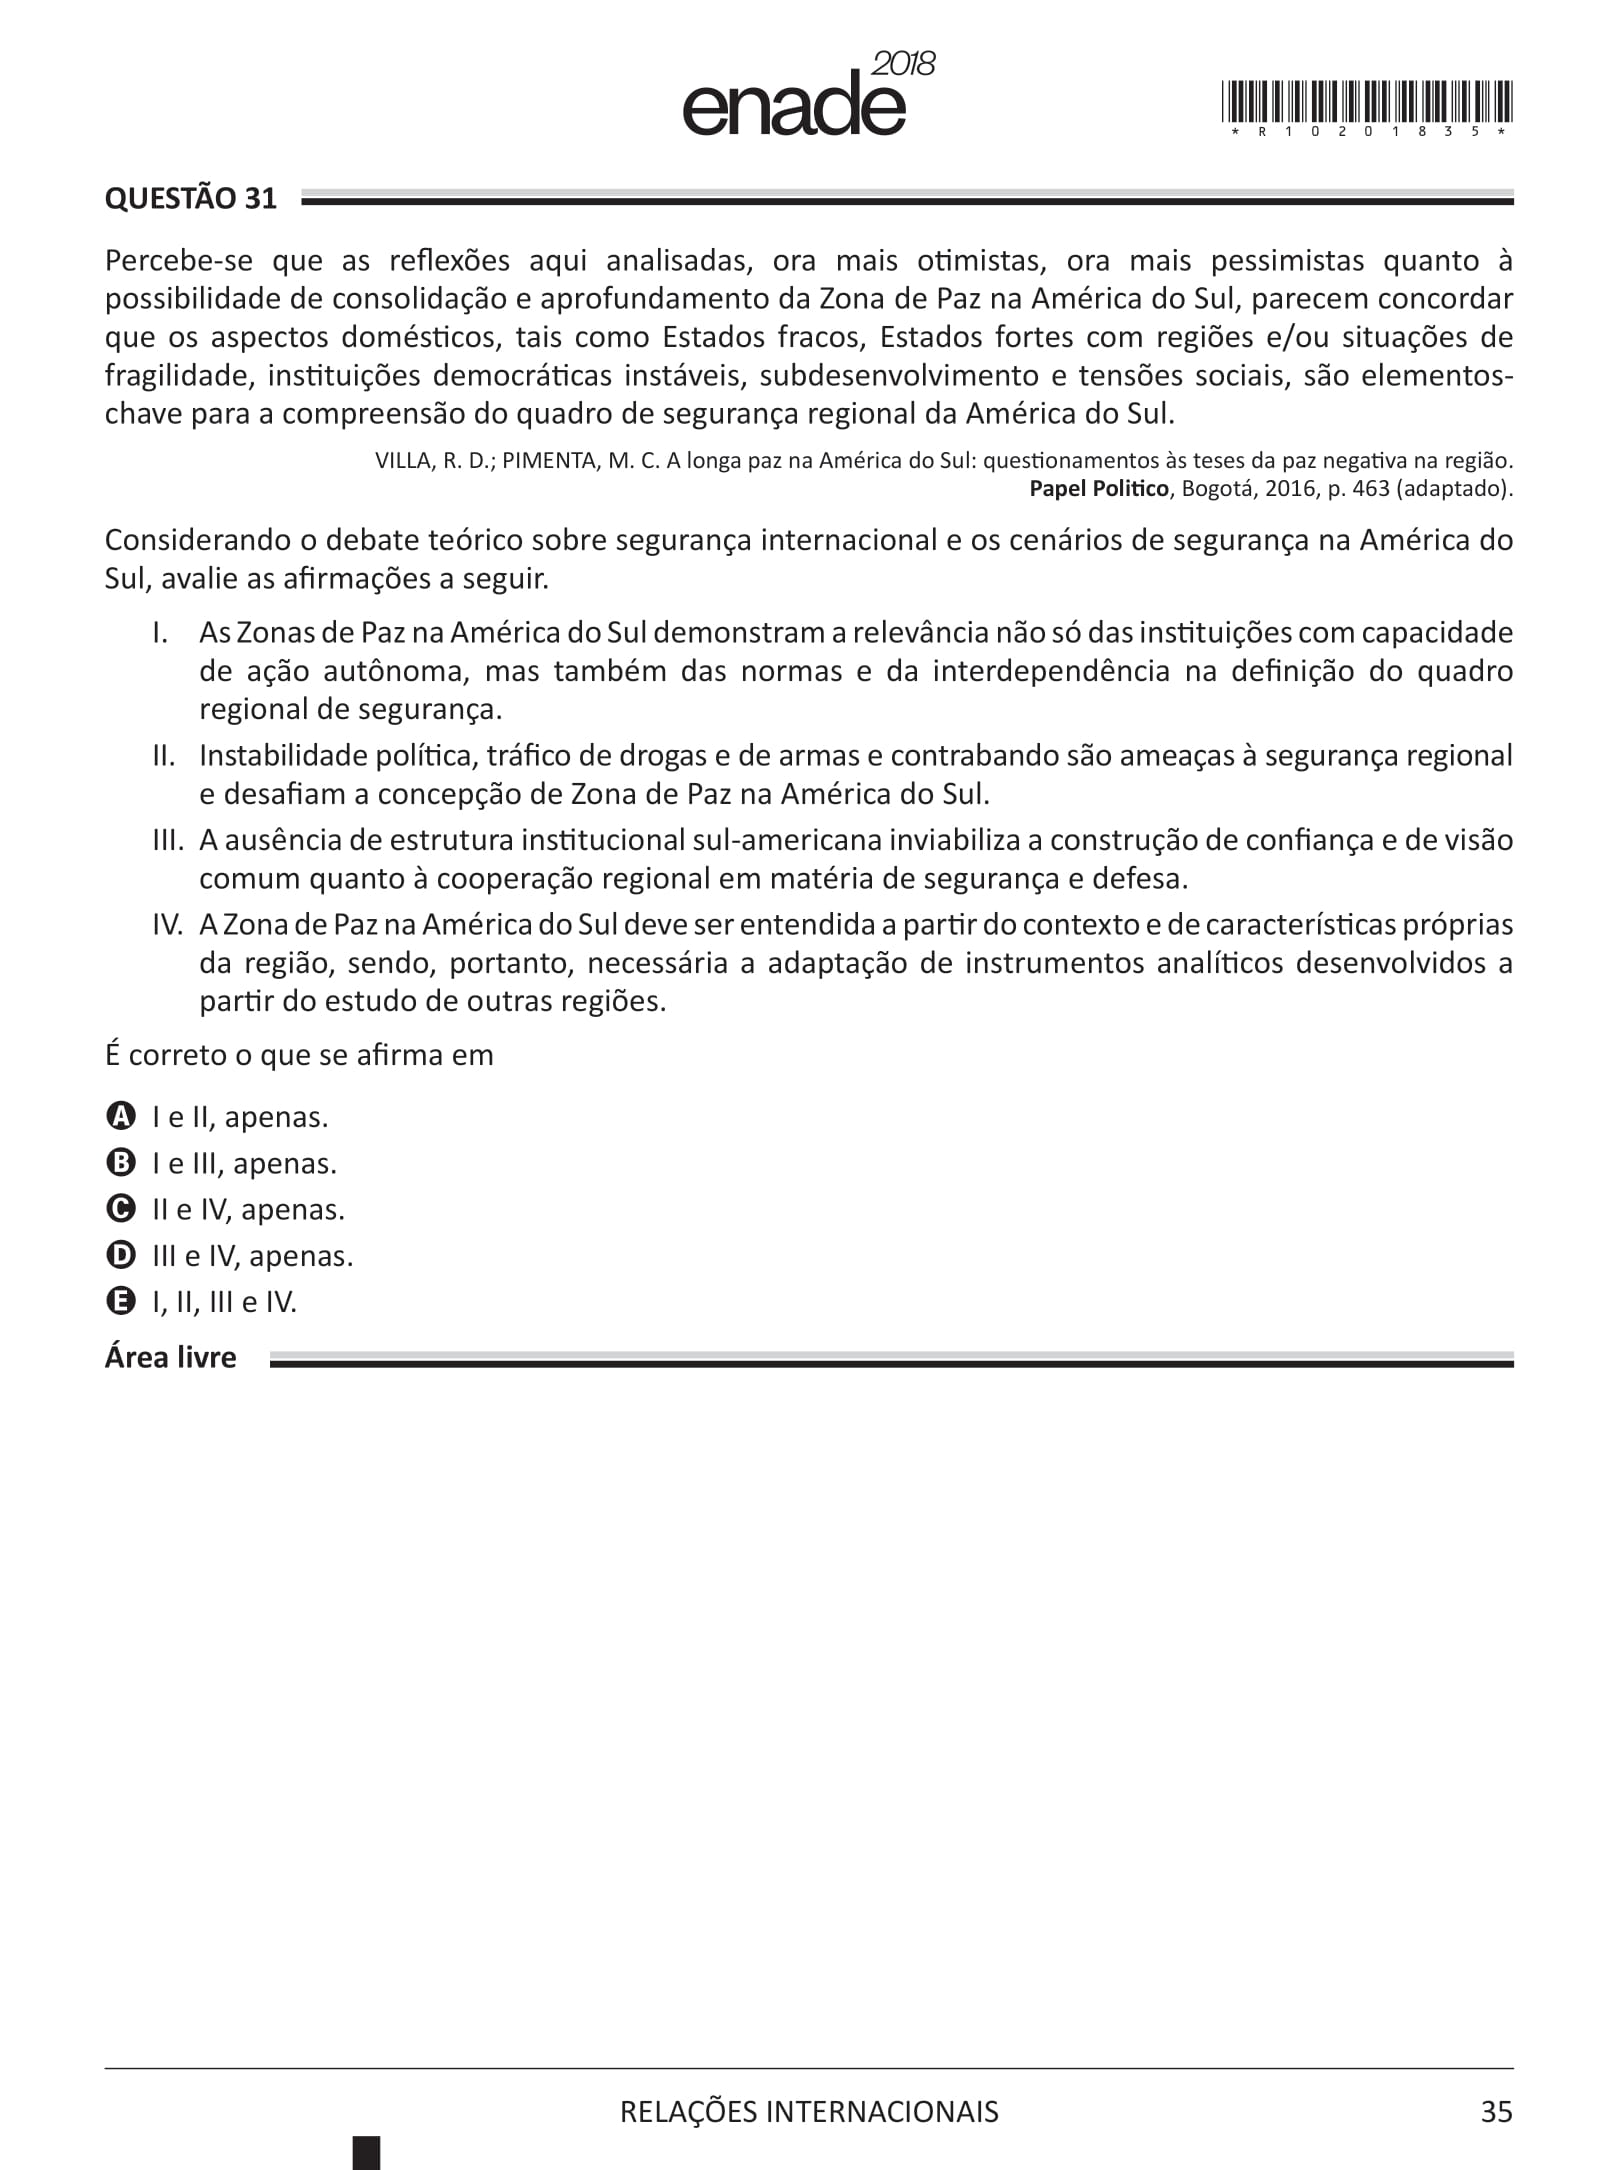 enade 2018
*R10201835*
QUESTÃO 31
Percebe-se que as reflexões aqui analisadas, ora mais otimistas, ora mais pessimistas quanto à
possibilidade de consolidação e aprofundamento da Zona de Paz na América do Sul, parecem concordar
que os aspectos domésticos, tais como Estados fracos, Estados fortes com regiões e/ou situações de
fragilidade, instituições democráticas instáveis, subdesenvolvimento e tensões sociais, são elementos-
chave para a compreensão do quadro de segurança regional da América do Sul.
VILLA, R. D.; PIMENTA, M. C. A longa paz na América do Sul: questionamentos às teses da paz negativa na região.
Papel Politico, Bogotá, 2016, p. 463 (adaptado).
Considerando o debate teórico sobre segurança internacional e os cenários de segurança na América do
Sul, avalie as afirmações a seguir.
I. As Zonas de Paz na América do Sul demonstram a relevância não só das instituições com capacidade
de ação autônoma, mas também das normas e da interdependência na definição do quadro
regional de segurança.
II. Instabilidade política, tráfico de drogas e de armas e contrabando são ameaças à segurança regional
e desafiam a concepção de Zona de Paz na América do Sul.
III. A ausência de estrutura institucional sul-americana inviabiliza a construção de confiança e de visão
comum quanto à cooperação regional em matéria de segurança e defesa.
IV. A Zona de Paz na América do Sul deve ser entendida a partir do contexto e de características próprias
da região, sendo, portanto, necessária a adaptação de instrumentos analíticos desenvolvidos a
partir do estudo de outras regiões.
É correto o que se afirma em
A I e II, apenas.
B I e III, apenas.
C II e IV, apenas.
D III e IV, apenas.
E I, II, III e IV.
Área livre
RELAÇÕES INTERNACIONAIS 35